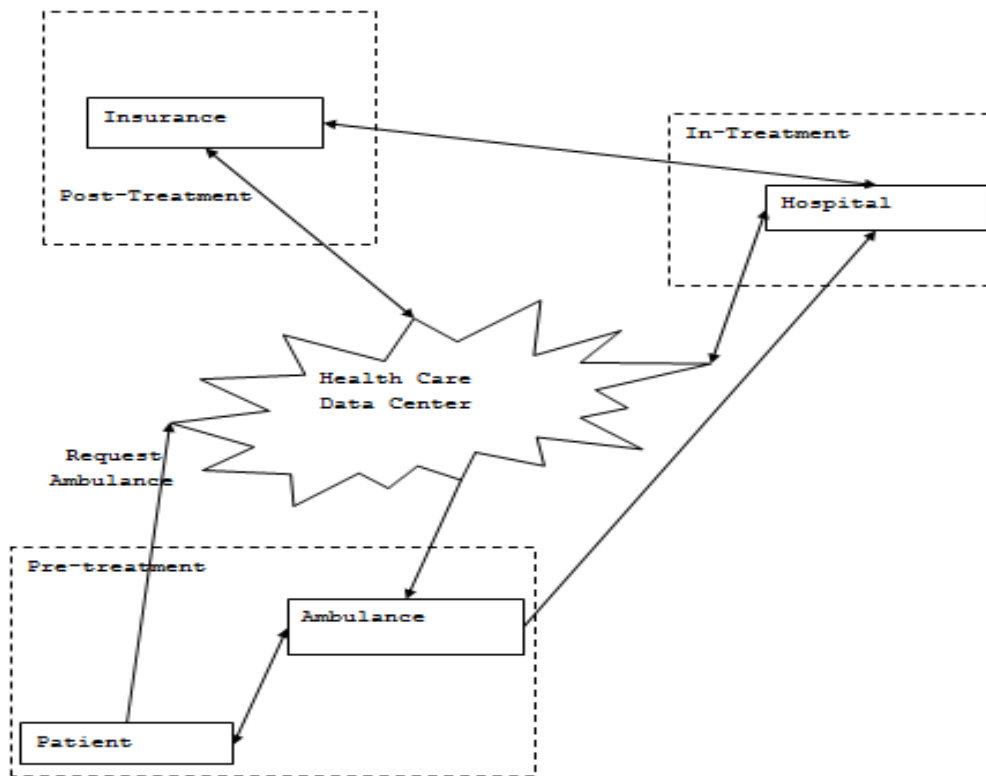 Insurance
Post-Treatment
In-Treatment
Hospital
Health Care
Data Center
Request
Ambulance
Pre-treatment
Ambulance
Patient